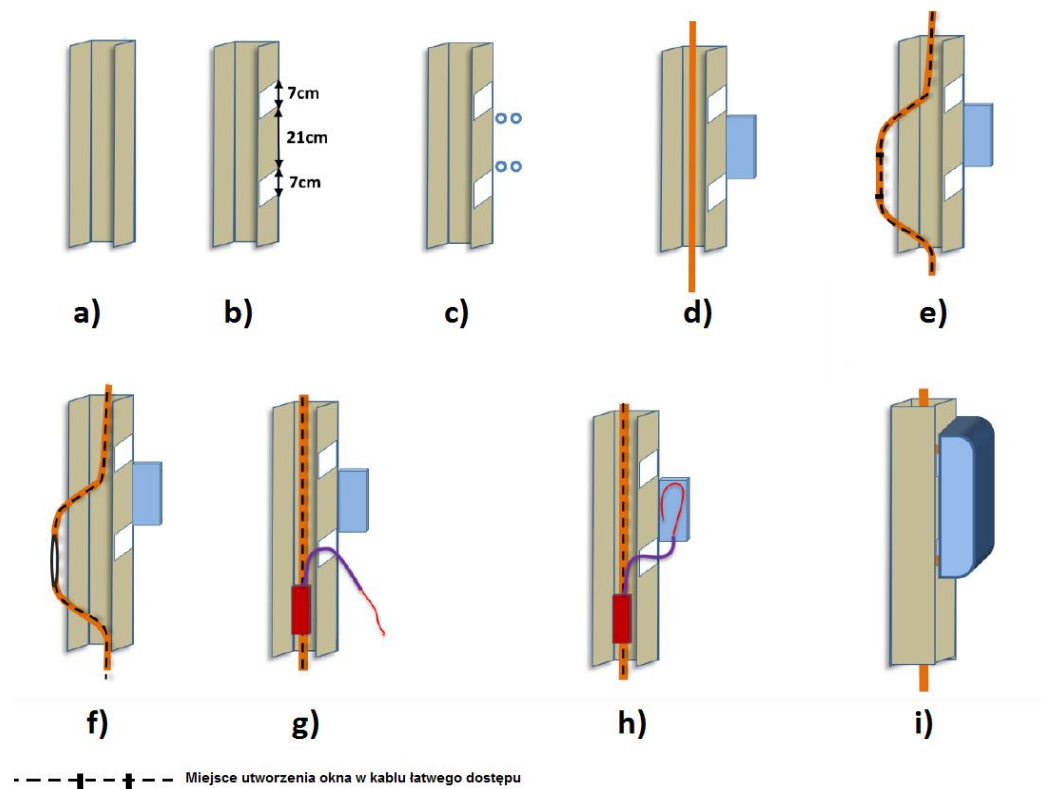 7cm
21cm
7cm
a)
b)
c)
d)
e)
f)
g)
h)
i)
Miejsce utworzenia okna w kablu łatwego dostępu